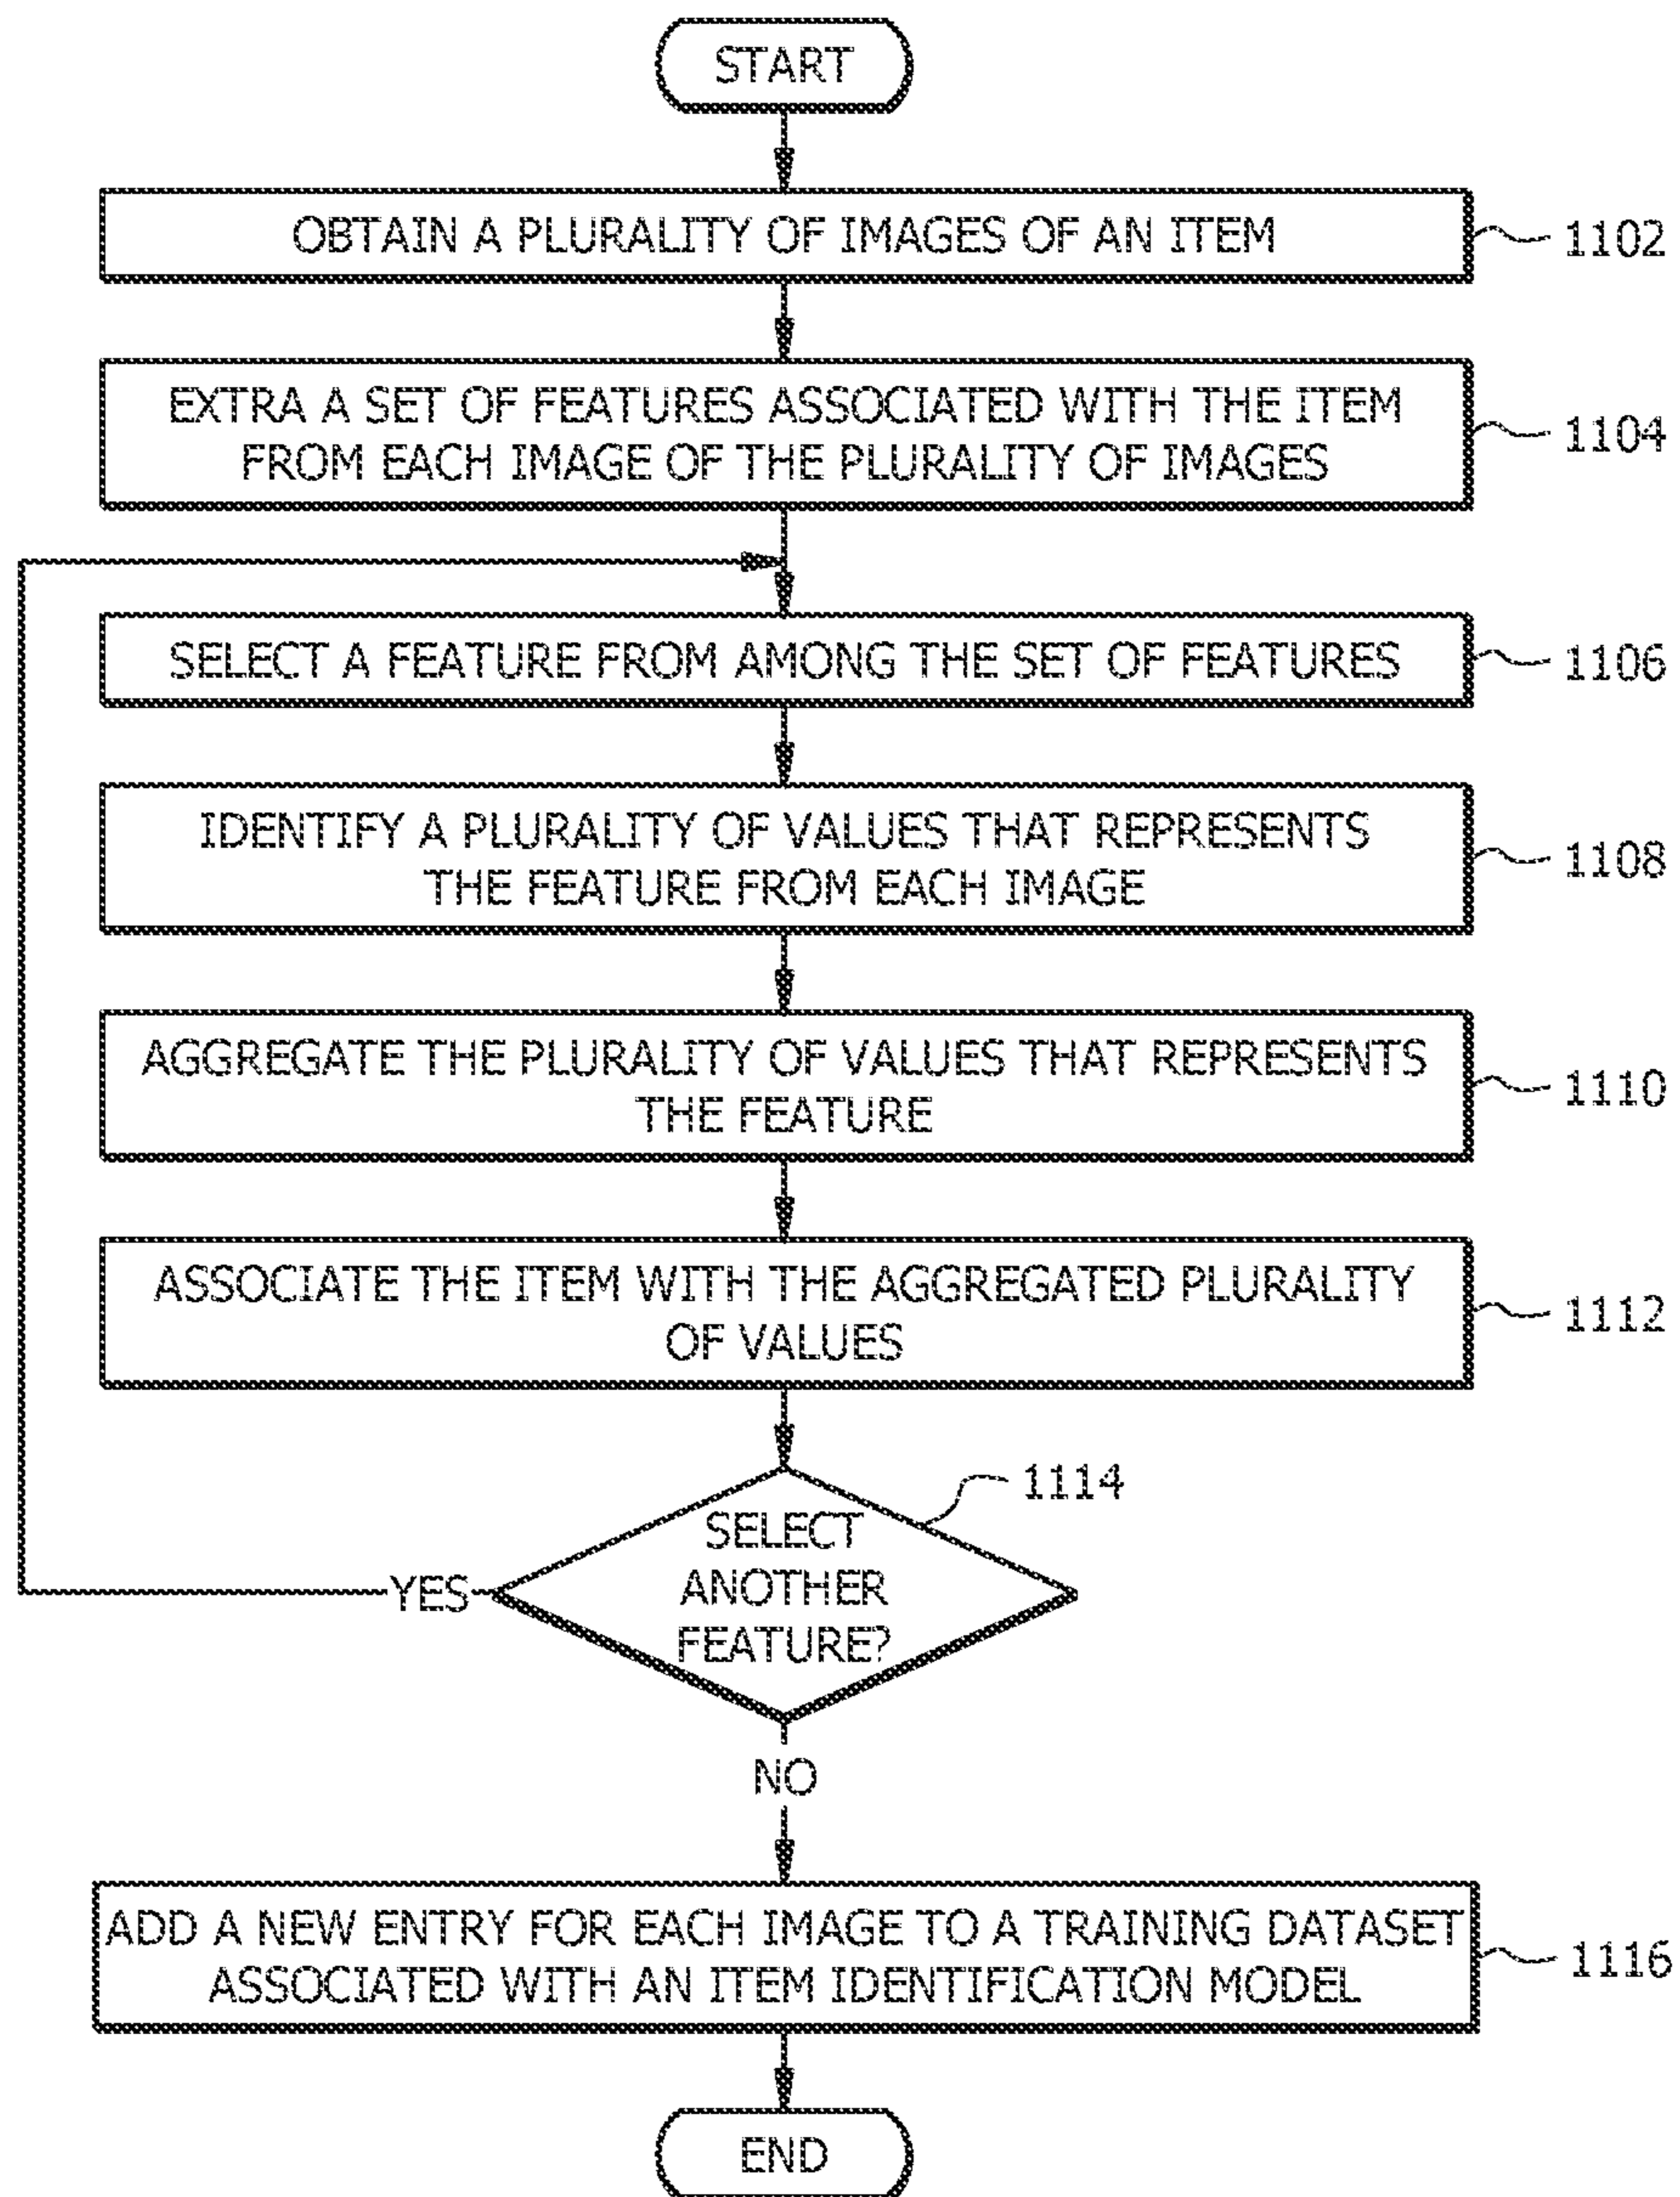 START
OBTAIN A PLURALITY OF IMAGES OF AN ITEM
1102
EXTRA A SET OF FEATURES ASSOCIATED WITH THE ITEM
FROM EACH IMAGE OF THE PLURALITY OF IMAGES
1104
SELECT A FEATURE FROM AMONG THE SET OF FEATURES
1106
IDENTIFY A PLURALITY OF VALUES THAT REPRESENTS
THE FEATURE FROM EACH IMAGE
1108
AGGREGATE THE PLURALITY OF VALUES THAT REPRESENTS
THE FEATURE
1110
ASSOCIATE THE ITEM WITH THE AGGREGATED PLURALITY
OF VALUES
1112
1114
SELECT
ANOTHER
FEATURE?
YES
NO
ADD A NEW ENTRY FOR EACH IMAGE TO A TRAINING DATASET
ASSOCIATED WITH AN ITEM IDENTIFICATION MODEL
1116
END